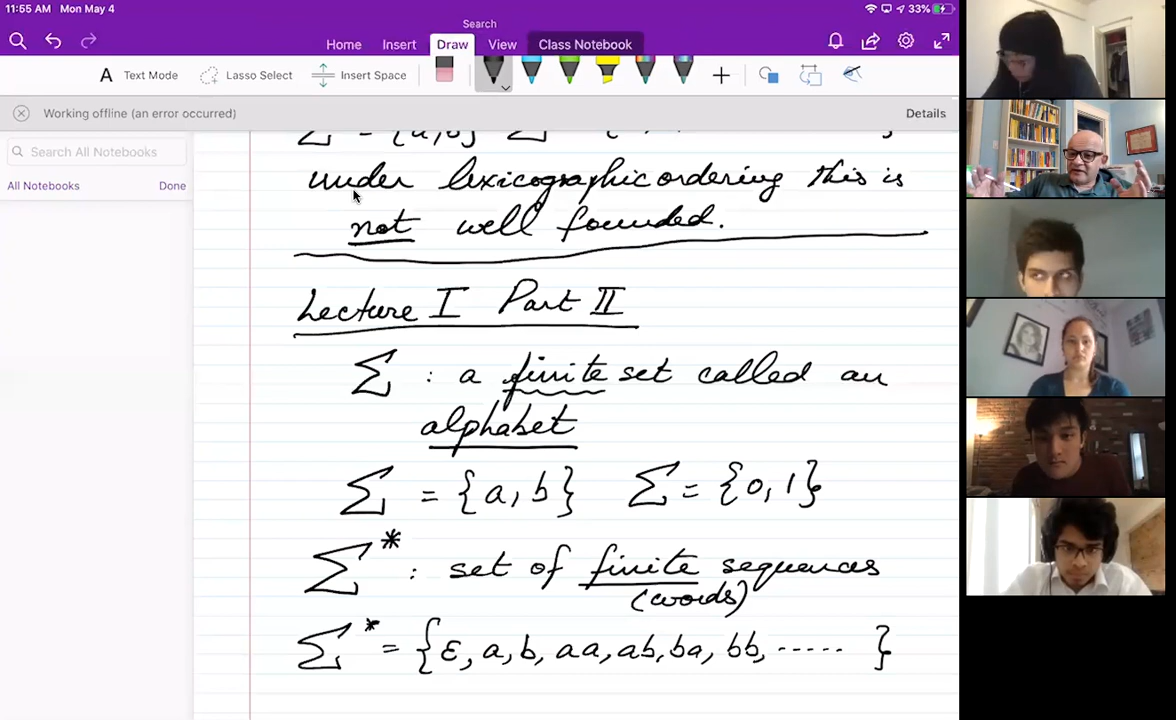 11:55 AM Mon May 4
Search
33%
Home Insert Draw View Class Notebook
A Text Mode Lasso Select Insert Space
Working offline (an error occurred) Details
Search All Notebooks
All Notebooks Done
under lexicographic ordering this is
not well founded.
Lecture I Part II
Σ : a finite set called an
alphabet
Σ = {a, b} Σ = {0, 1}
Σ* : set of finite sequences
(words)
Σ* = {ε, a, b, aa, ab, ba, bb, ----- }